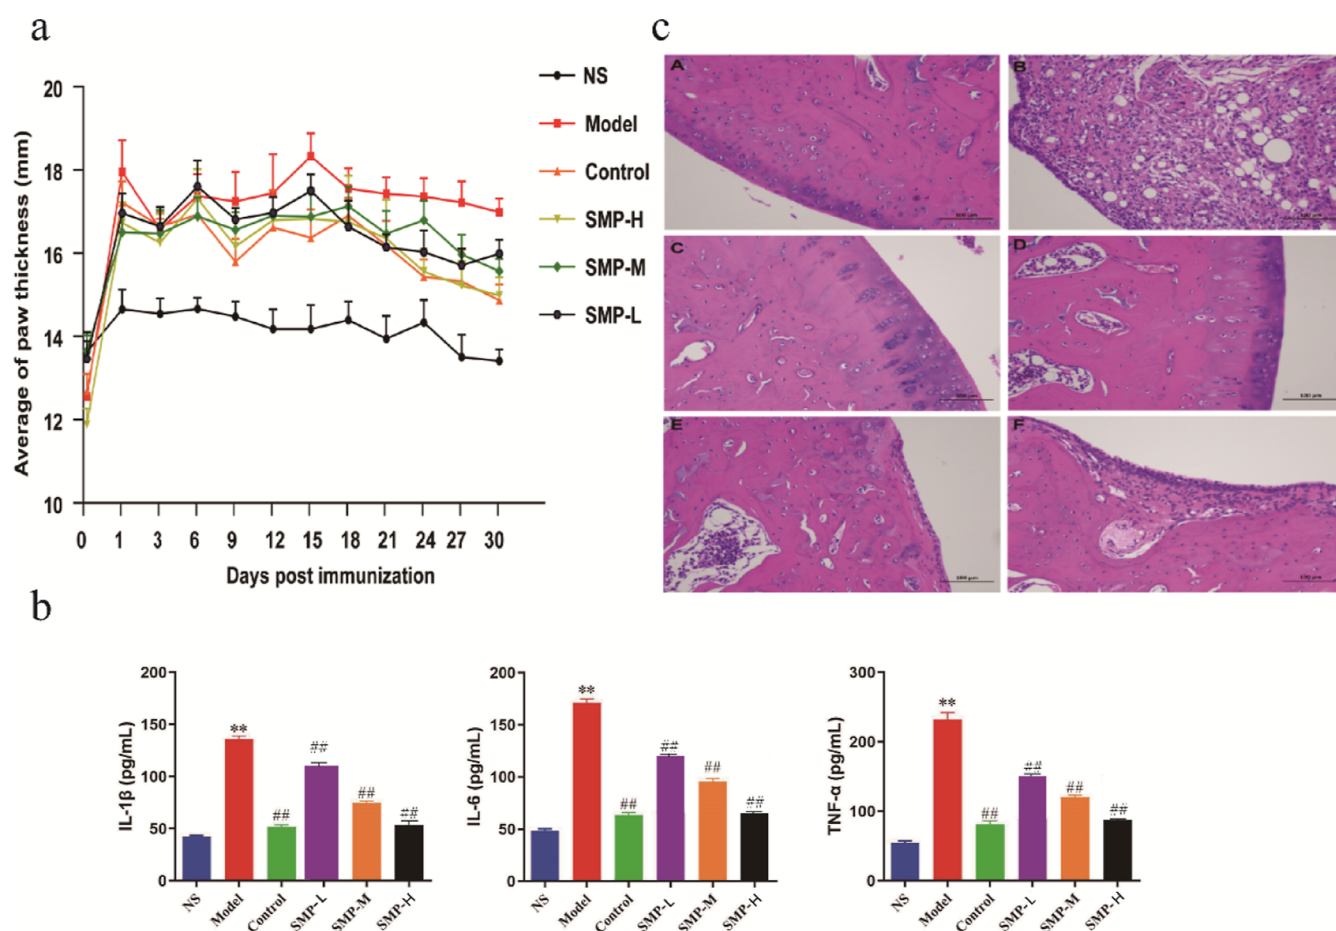 a
20
18
16
14
12
10
Average of paw thickness (mm)
0 1 3 6 9 12 15 18 21 24 27 30
Days post immunization
NS
Model
Control
SMP-H
SMP-M
SMP-L
c
A
B
C
D
E
F
b
200
150
100
50
0
IL-1β (pg/mL)
**
##
##
##
##
NS
Model
Control
SMP-L
SMP-M
SMP-H
200
150
100
50
0
IL-6 (pg/mL)
**
##
##
##
##
NS
Model
Control
SMP-L
SMP-M
SMP-H
300
200
100
0
TNF-α (pg/mL)
**
##
##
##
##
NS
Model
Control
SMP-L
SMP-M
SMP-H